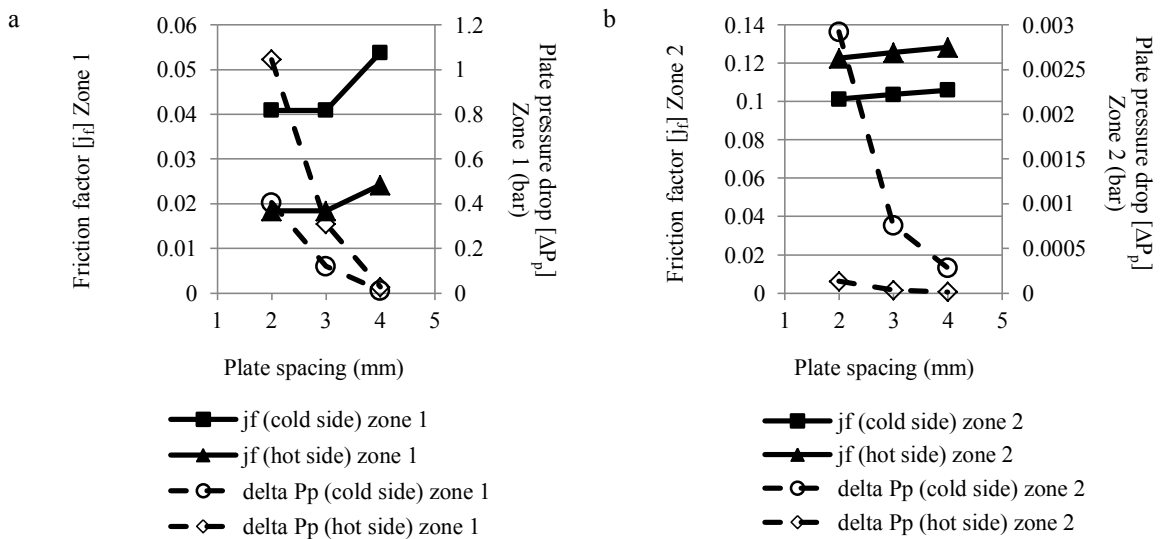 a
Friction factor [jf] Zone 1
0.06
0.05
0.04
0.03
0.02
0.01
0
1.2
1
0.8
0.6
0.4
0.2
0
Plate pressure drop [ΔPp]
Zone 1 (bar)
1 2 3 4 5
Plate spacing (mm)
jf (cold side) zone 1
jf (hot side) zone 1
delta Pp (cold side) zone 1
delta Pp (hot side) zone 1
b
Friction factor [jf] Zone 2
0.14
0.12
0.1
0.08
0.06
0.04
0.02
0
0.003
0.0025
0.002
0.0015
0.001
0.0005
0
Plate pressure drop [ΔPp]
Zone 2 (bar)
1 2 3 4 5
Plate spacing (mm)
jf (cold side) zone 2
jf (hot side) zone 2
delta Pp (cold side) zone 2
delta Pp (hot side) zone 2